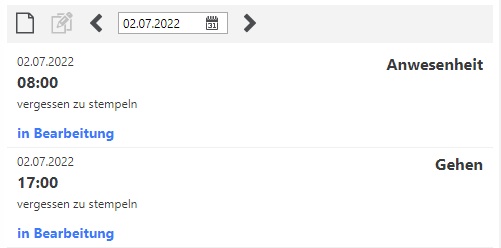 02.07.2022
31
02.07.2022
Anwesenheit
08:00
vergessen zu stempeln
in Bearbeitung
02.07.2022
Gehen
17:00
vergessen zu stempeln
in Bearbeitung